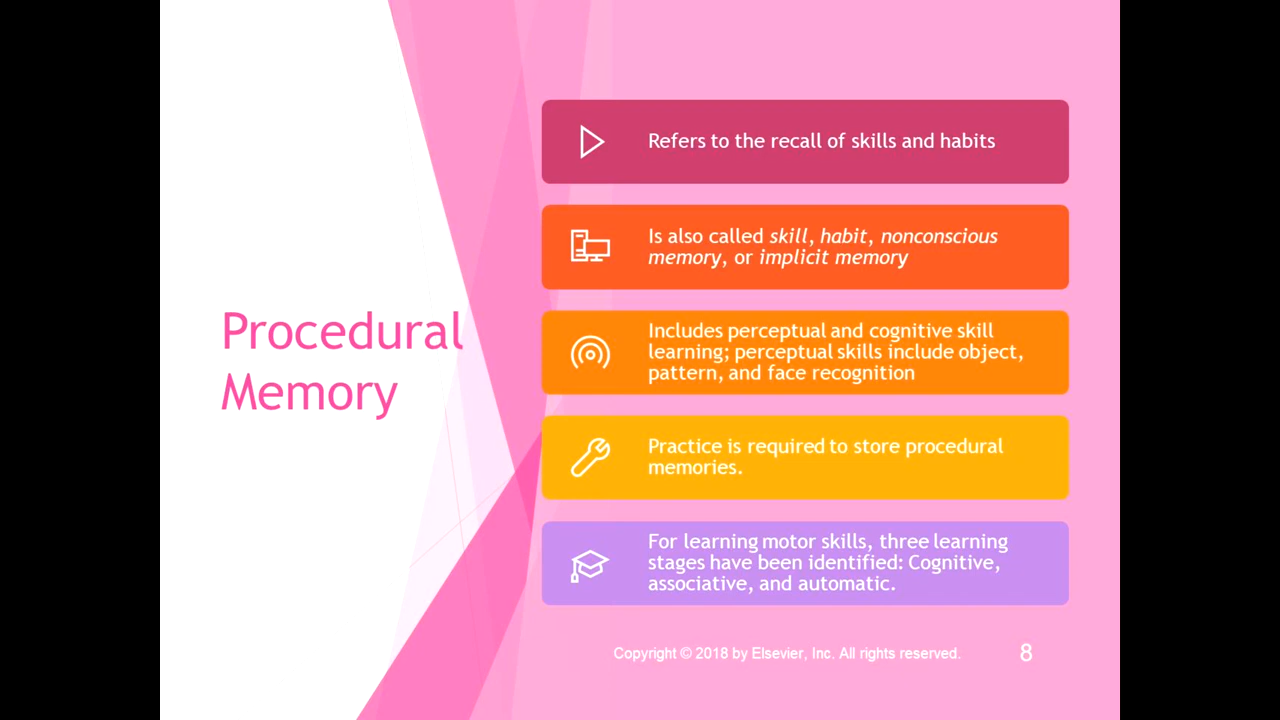 Procedural
Memory
Refers to the recall of skills and habits
Is also called skill, habit, nonconscious
memory, or implicit memory
Includes perceptual and cognitive skill
learning; perceptual skills include object,
pattern, and face recognition
Practice is required to store procedural
memories.
For learning motor skills, three learning
stages have been identified: Cognitive,
associative, and automatic.
Copyright © 2018 by Elsevier, Inc. All rights reserved.
8